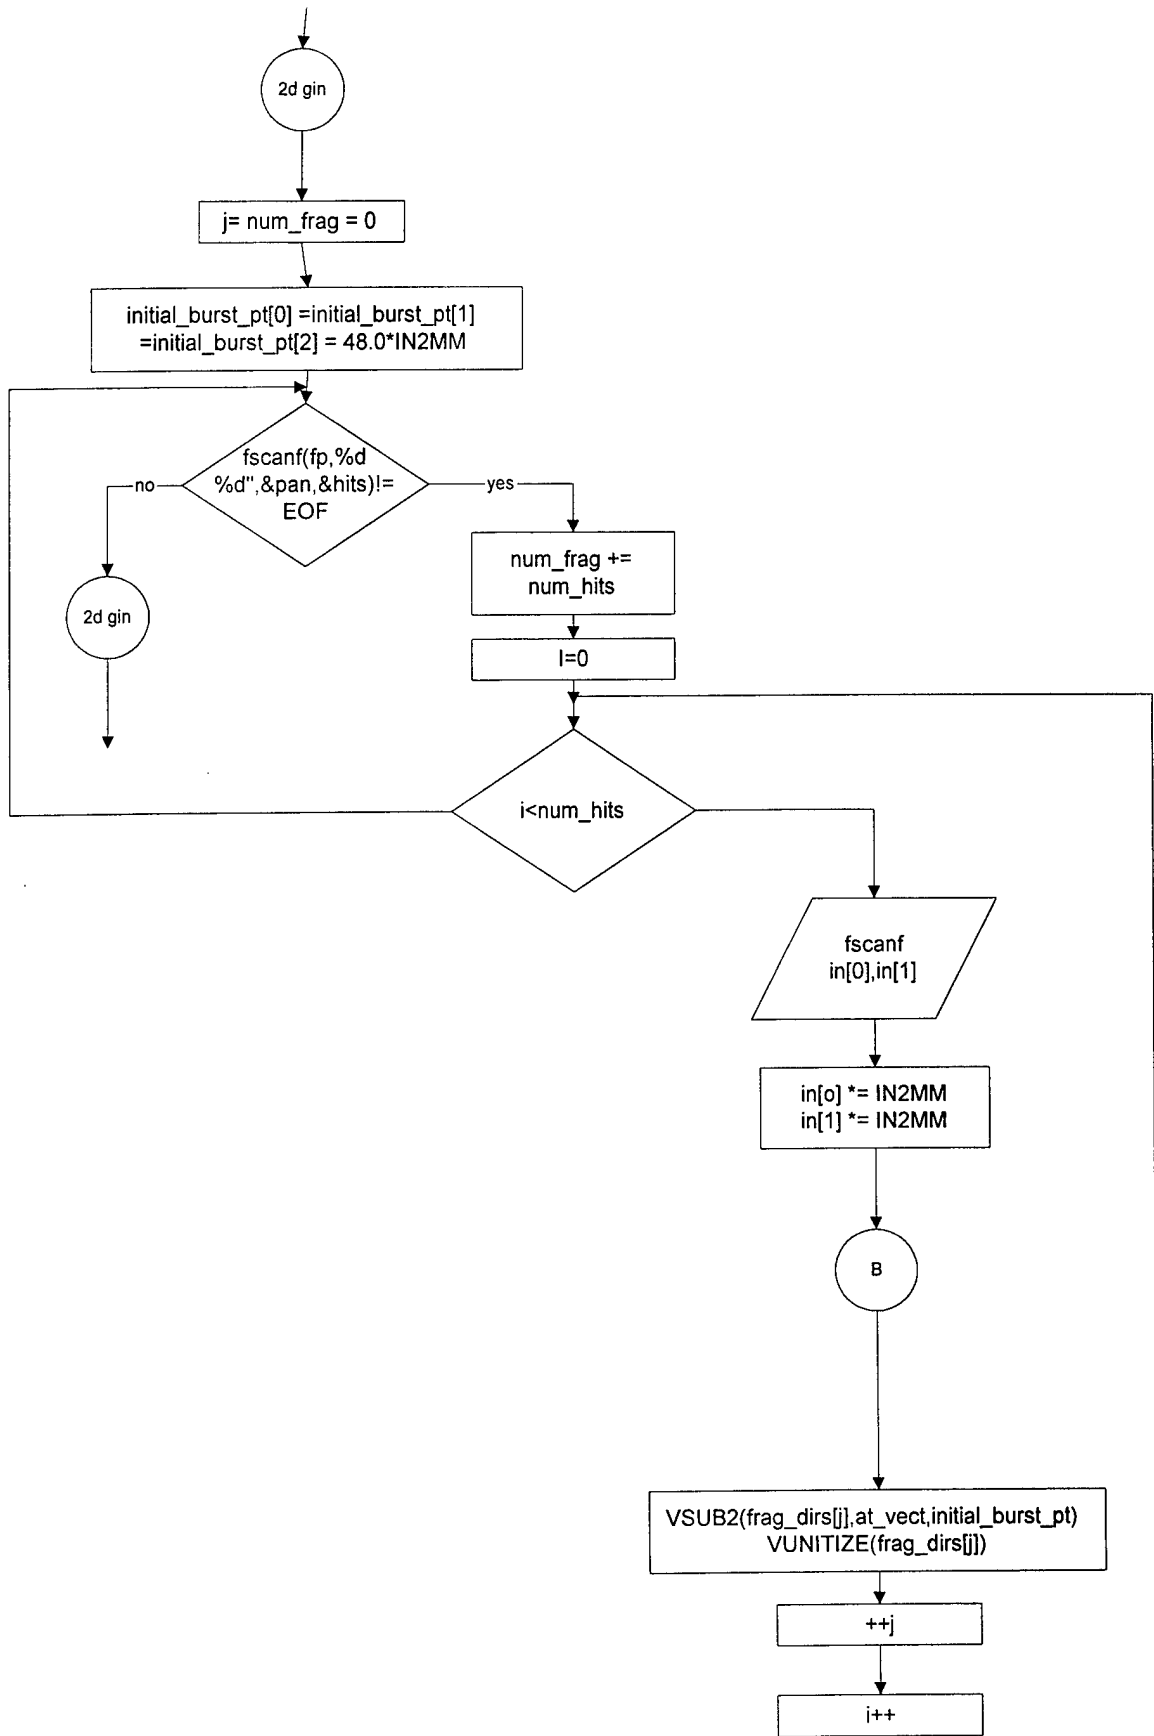 2d gin
j= num_frag = 0
initial_burst_pt[0] =initial_burst_pt[1]
=initial_burst_pt[2] = 48.0*IN2MM
fscanf(fp,%d
%d",&pan,&hits)!=
EOF
no
yes
num_frag +=
num_hits
2d gin
I=0
i<num_hits
fscanf
in[0],in[1]
in[o] *= IN2MM
in[1] *= IN2MM
B
VSUB2(frag_dirs[j],at_vect,initial_burst_pt)
VUNITIZE(frag_dirs[j])
++j
i++